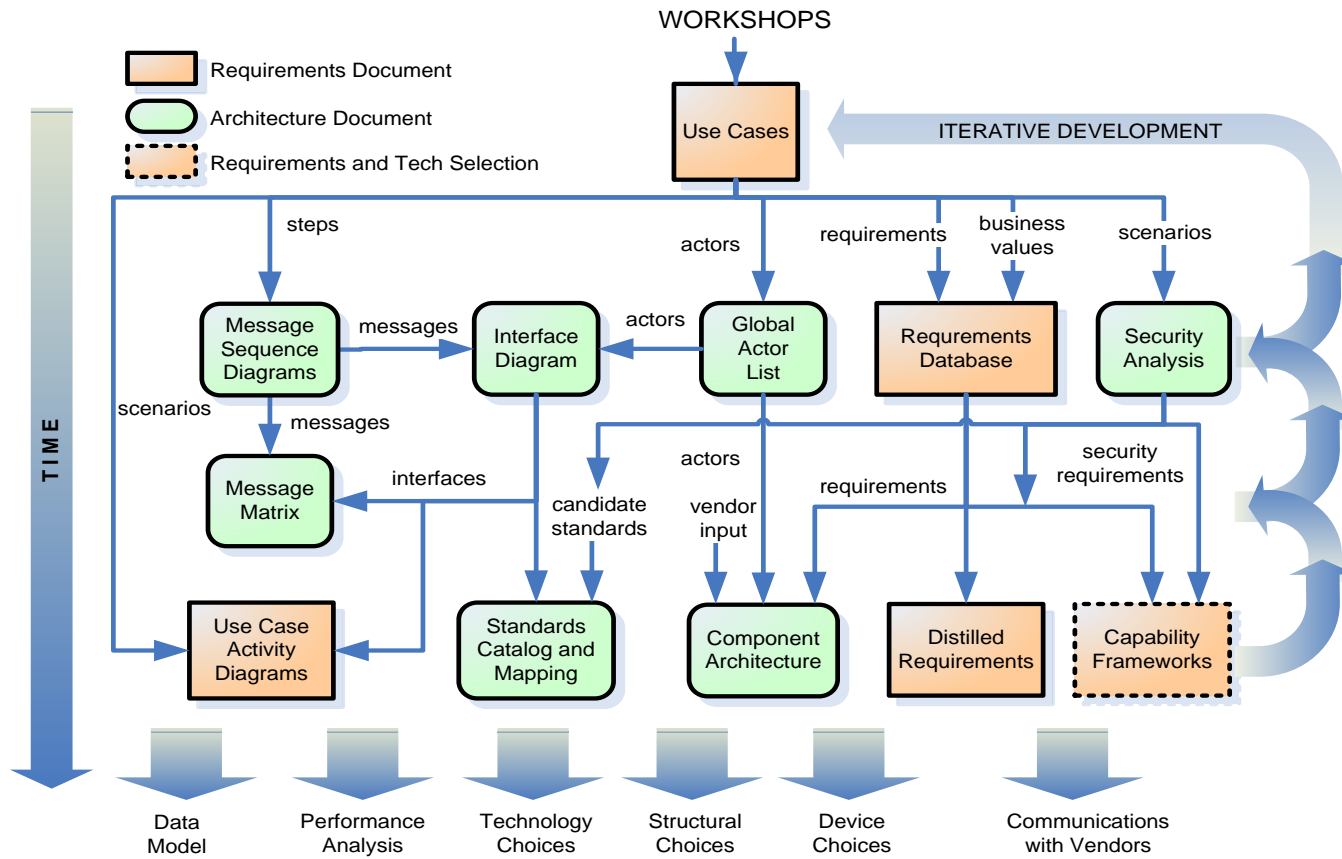 WORKSHOPS
Requirements Document
Architecture Document
Requirements and Tech Selection
Use Cases
ITERATIVE DEVELOPMENT
steps
actors
requirements
business
values
scenarios
Message
Sequence
Diagrams
messages
Interface
Diagram
actors
Global
Actor
List
Requrements
Database
Security
Analysis
scenarios
messages
TIME
Message
Matrix
interfaces
candidate
standards
actors
vendor
input
requirements
security
requirements
Use Case
Activity
Diagrams
Standards
Catalog and
Mapping
Component
Architecture
Distilled
Requirements
Capability
Frameworks
Data
Model
Performance
Analysis
Technology
Choices
Structural
Choices
Device
Choices
Communications
with Vendors